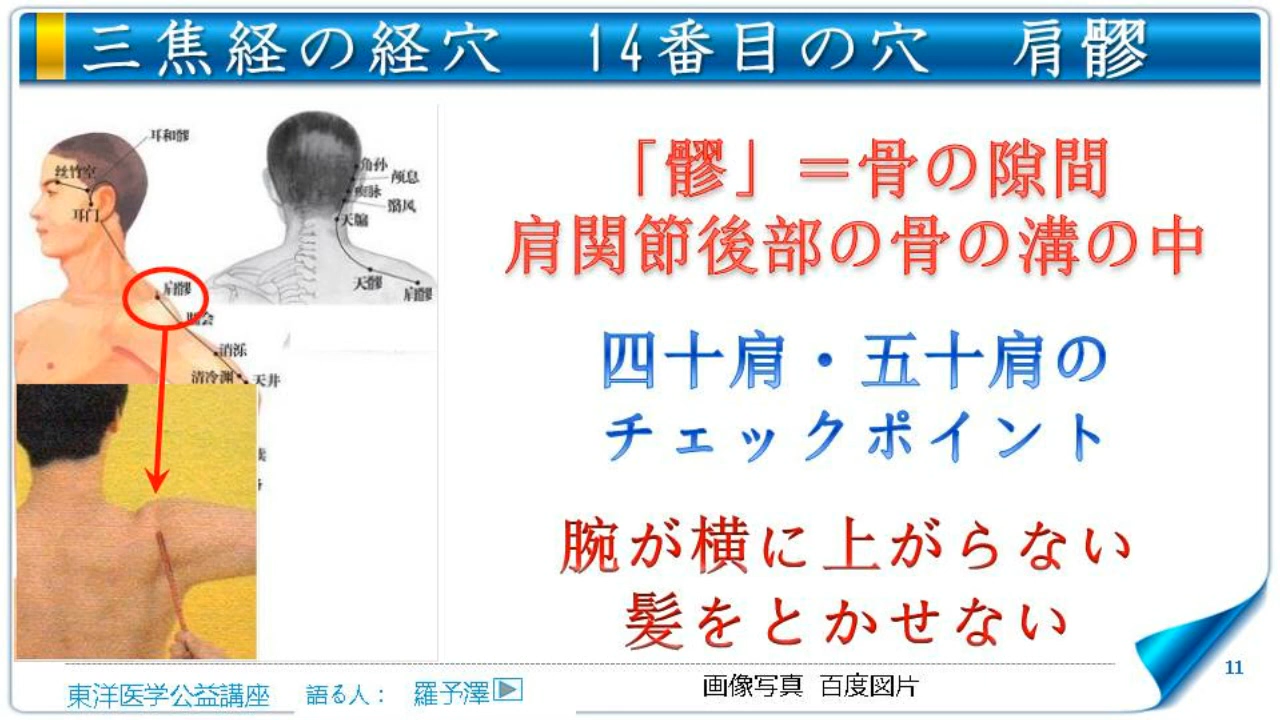 三焦経の経穴　14番目の穴　肩髎
耳和髎
丝竹空
耳门
角孙
颅息
瘈脉
翳风
天牖
天髎
肩髎
肩髎
臑会
消泺
清冷渊
天井
「髎」＝骨の隙間
肩関節後部の骨の溝の中
四十肩・五十肩の
チェックポイント
腕が横に上がらない
髪をとかせない
東洋医学公益講座　語る人：　羅予澤
画像写真　百度図片
11